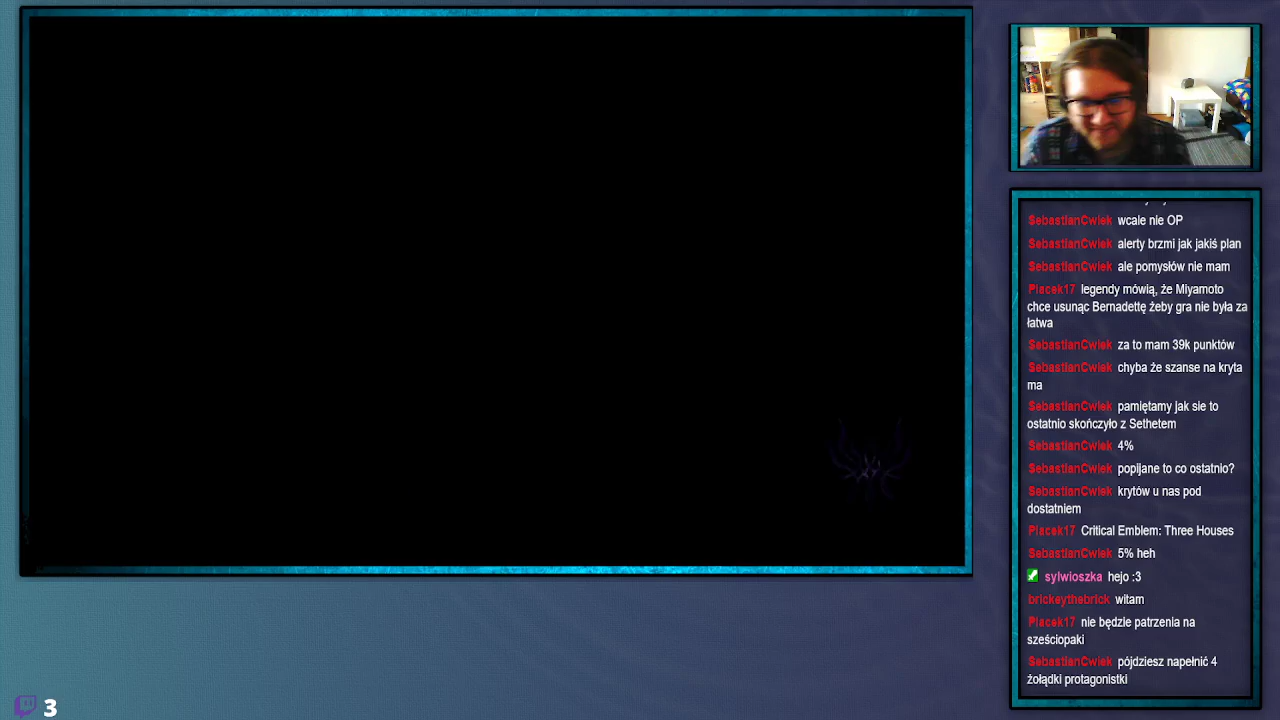 SebastianCwiek wcale nie OP
SebastianCwiek alerty brzmi jak jakiś plan
SebastianCwiek ale pomysłów nie mam
Placek17 legendy mówią, że Miyamoto
chce usunąc Bernadettę żeby gra nie była za
łatwa
SebastianCwiek za to mam 39k punktów
SebastianCwiek chyba że szanse na kryta
ma
SebastianCwiek pamiętamy jak sie to
ostatnio skończyło z Sethetem
SebastianCwiek 4%
SebastianCwiek popijane to co ostatnio?
SebastianCwiek krytów u nas pod
dostatniem
Placek17 Critical Emblem: Three Houses
SebastianCwiek 5% heh
sylwioszka hejo :3
brickeythebrick witam
Placek17 nie będzie patrzenia na
sześciopaki
SebastianCwiek pójdziesz napełnić 4
żołądki protagonistki
3